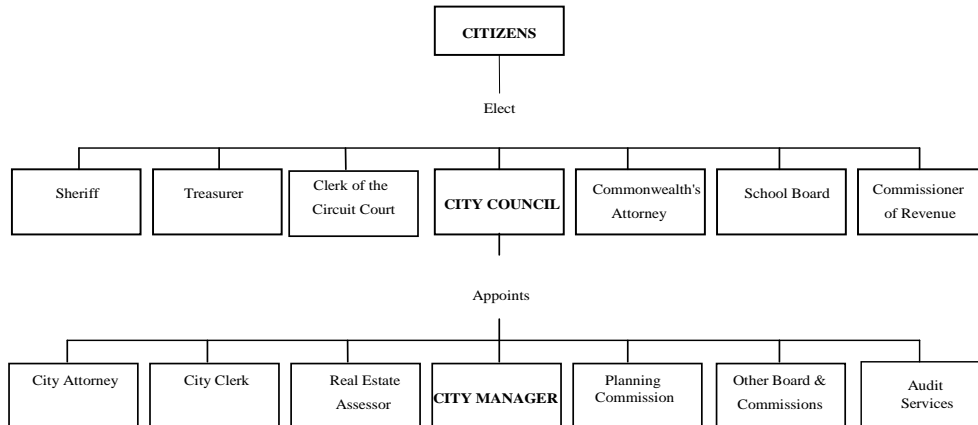 CITIZENS
Elect
Sheriff
Treasurer
Clerk of the
Circuit Court
CITY COUNCIL
Commonwealth's
Attorney
School Board
Commissioner
of Revenue
Appoints
City Attorney
City Clerk
Real Estate
Assessor
CITY MANAGER
Planning
Commission
Other Board &
Commissions
Audit
Services